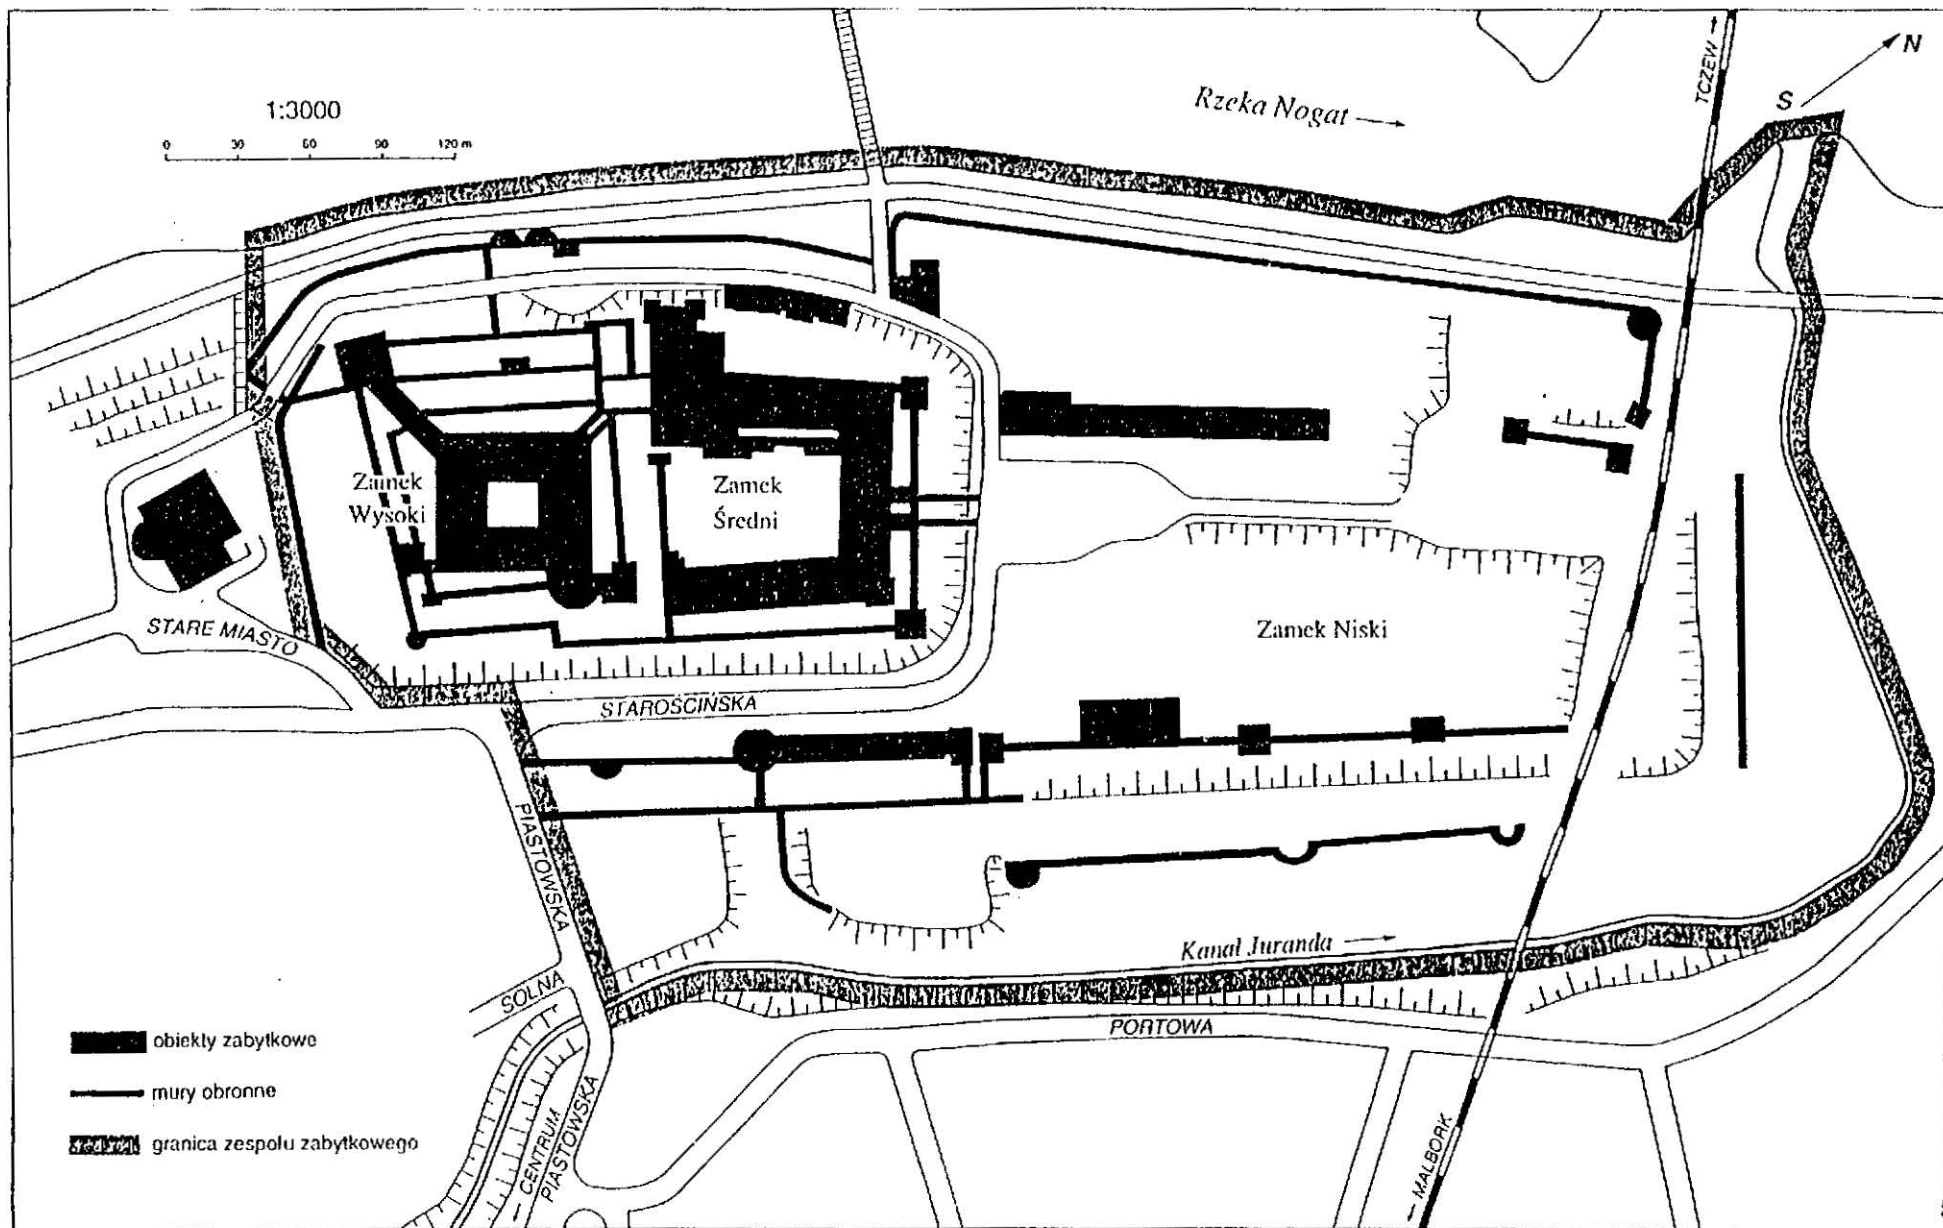 1:3000
0 30 60 90 120 m
Rzeka Nogat
TCZEW
N
S
Zamek
Wysoki
Zamek
Średni
STARE MIASTO
STAROŚCIŃSKA
Zamek Niski
PIASTOWSKA
Kanał Juranda
SOLNA
PORTOWA
CENTRUM
PIASTOWSKA
MALBORK
obiekty zabytkowe
mury obronne
granica zespołu zabytkowego